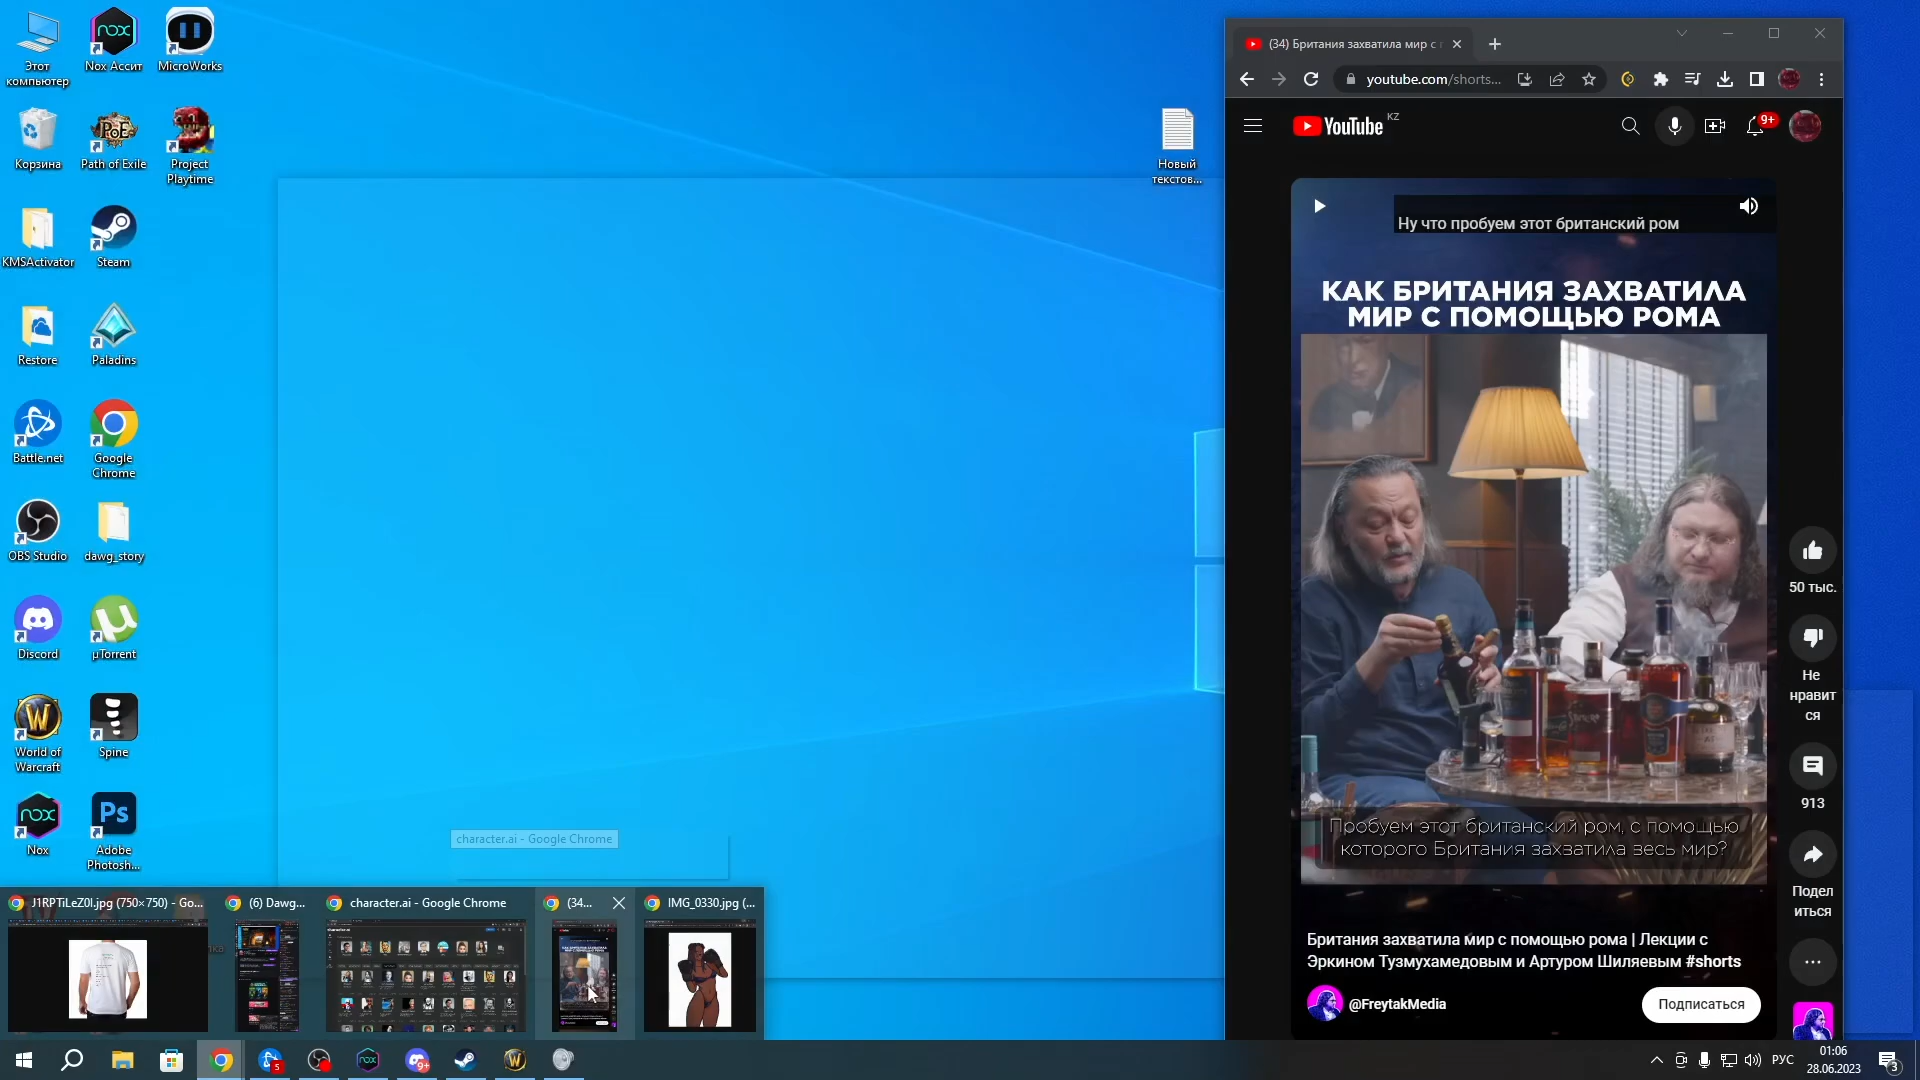 Этот
компьютер
Nox Ассит
MicroWorks
Корзина
Path of Exile
Project
Playtime
KMSActivator
Steam
Restore
Paladins
Battle.net
Google
Chrome
OBS Studio
dawg_story
Discord
µTorrent
World of
Warcraft
Spine
Nox
Adobe
Photosh...
Новый
текстов...
(34) Британия захватила мир с
youtube.com/shorts...
YouTube KZ
9+
Ну что пробуем этот британский ром
КАК БРИТАНИЯ ЗАХВАТИЛА
МИР С ПОМОЩЬЮ РОМА
50 тыс.
Не
нравит
ся
913
Подел
иться
Пробуем этот британский ром, с помощью
которого Британия захватила весь мир?
Британия захватила мир с помощью рома | Лекции с
Эркином Тузмухамедовым и Артуром Шиляевым #shorts
@FreytakMedia
Подписаться
character.ai - Google Chrome
J1RPTiLeZ0I.jpg (750×750) - Go...
(6) Dawg...
character.ai - Google Chrome
(34...
IMG_0330.jpg (...
5
9+
РУС
01:06
28.06.2023
3